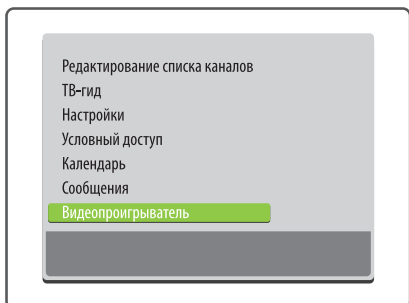 Редактирование списка каналов
ТВ-гид
Настройки
Условный доступ
Календарь
Сообщения
Видеопроигрыватель